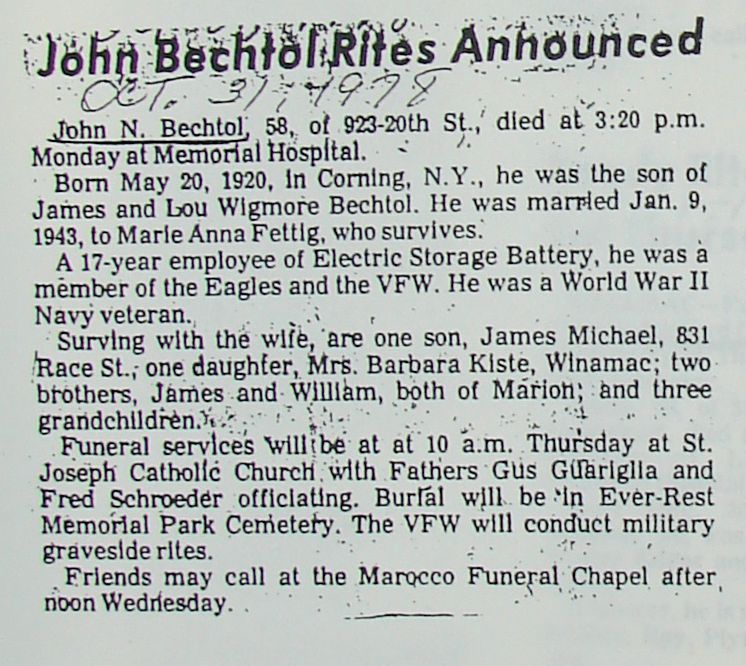 John Bechtol Rites Announced
OCT. 31, 1978
John N. Bechtol, 58, of 923-20th St., died at 3:20 p.m.
Monday at Memorial Hospital.
Born May 20, 1920, in Corning, N.Y., he was the son of
James and Lou Wigmore Bechtol. He was married Jan. 9,
1943, to Marie Anna Fettig, who survives.
A 17-year employee of Electric Storage Battery, he was a
member of the Eagles and the VFW. He was a World War II
Navy veteran.
Surving with the wife, are one son, James Michael, 831
Race St.; one daughter, Mrs. Barbara Kiste, Winamac; two
brothers, James and William, both of Marion; and three
grandchildren.
Funeral services will be at at 10 a.m. Thursday at St.
Joseph Catholic Church with Fathers Gus Guariglia and
Fred Schroeder officiating. Burial will be in Ever-Rest
Memorial Park Cemetery. The VFW will conduct military
graveside rites.
Friends may call at the Marocco Funeral Chapel after
noon Wednesday.